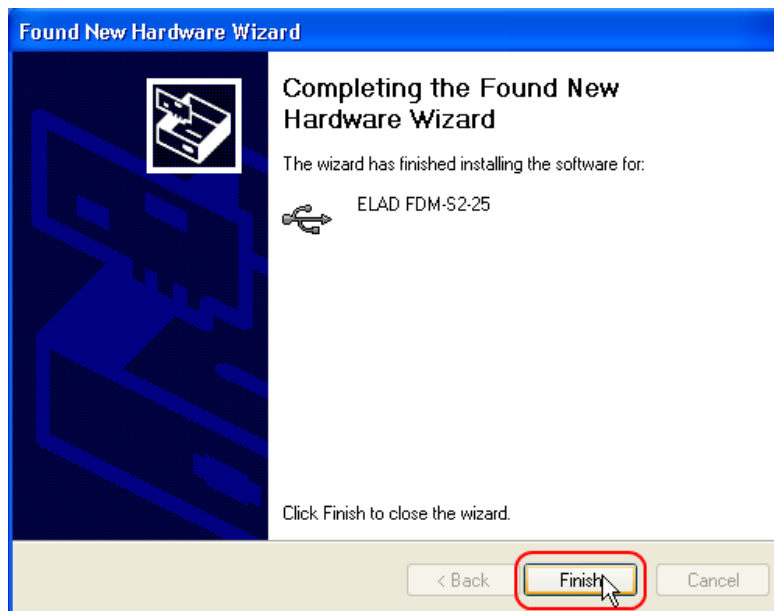 Found New Hardware Wizard
Completing the Found New
Hardware Wizard
The wizard has finished installing the software for:
ELAD FDM-S2-25
Click Finish to close the wizard.
< Back
Finish
Cancel